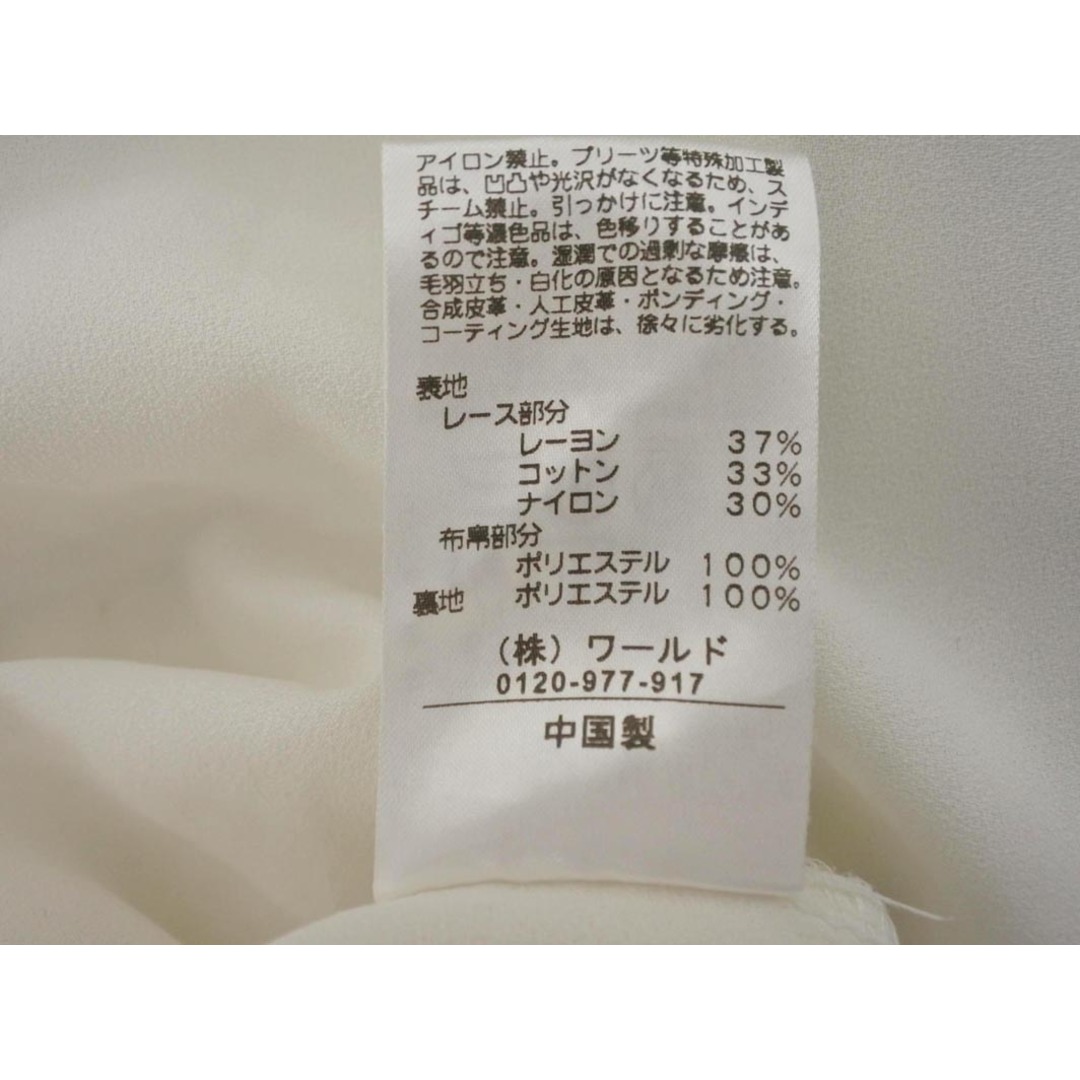 アイロン禁止。プリーツ等特殊加工製
品は、凹凸や光沢がなくなるため、ス
チーム禁止。引っかけに注意。インデ
ィゴ等濃色品は、色移りすることがあ
るので注意。湿潤での過剰な摩擦は、
毛羽立ち・白化の原因となるため注意。
合成皮革・人工皮革・ボンディング・
コーティング生地は、徐々に劣化する。
表地
レース部分
レーヨン 37%
コットン 33%
ナイロン 30%
布帛部分
ポリエステル 100%
裏地 ポリエステル 100%
(株)ワールド
0120-977-917
中国製